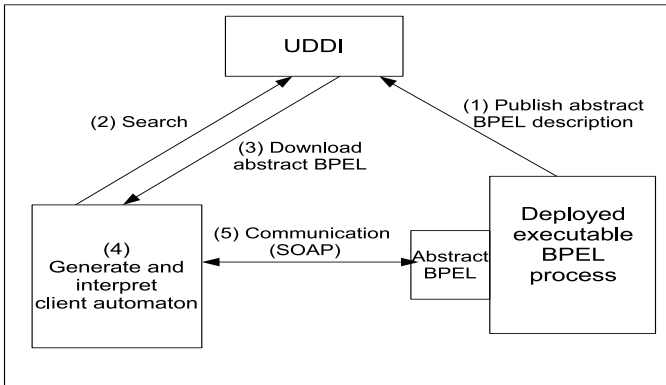 UDDI
(1) Publish abstract
BPEL description
(2) Search
(3) Download
abstract BPEL
(4)
Generate and
interpret
client automaton
(5) Communication
(SOAP)
Abstract
BPEL
Deployed
executable
BPEL
process